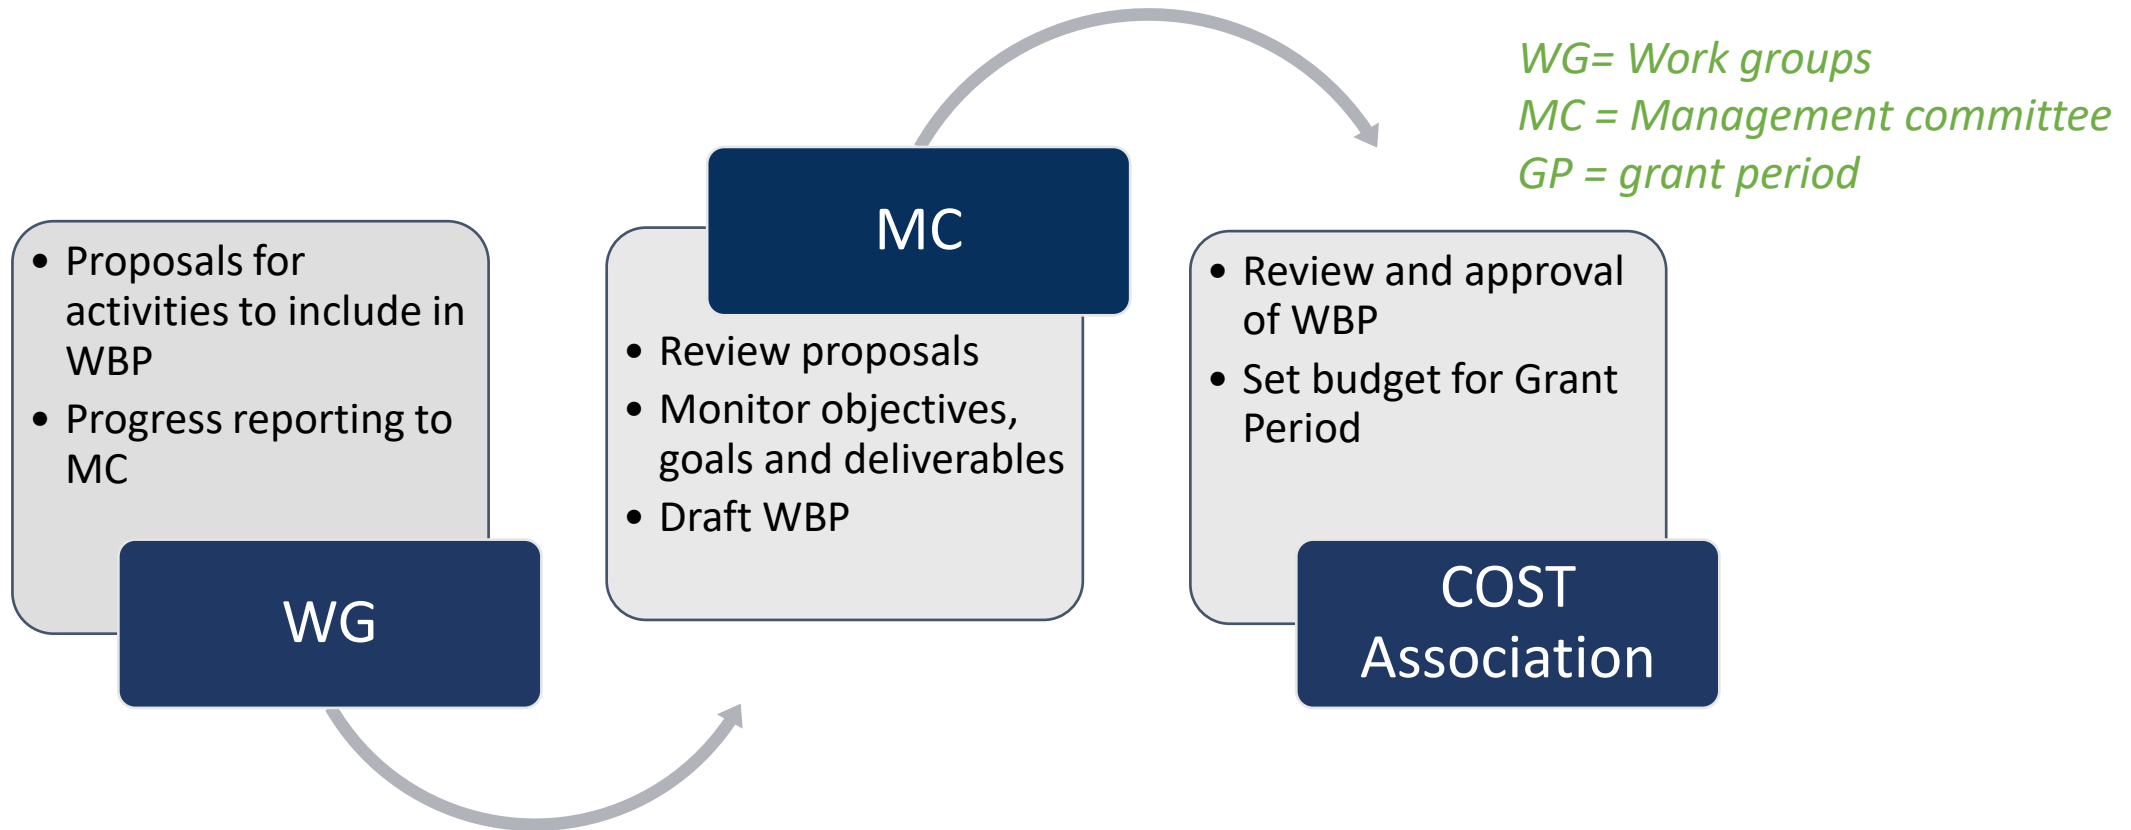 WG= Work groups
MC = Management committee
GP = grant period
• Proposals for
activities to include in
WBP
• Progress reporting to
MC
WG
MC
• Review proposals
• Monitor objectives,
goals and deliverables
• Draft WBP
• Review and approval
of WBP
• Set budget for Grant
Period
COST
Association